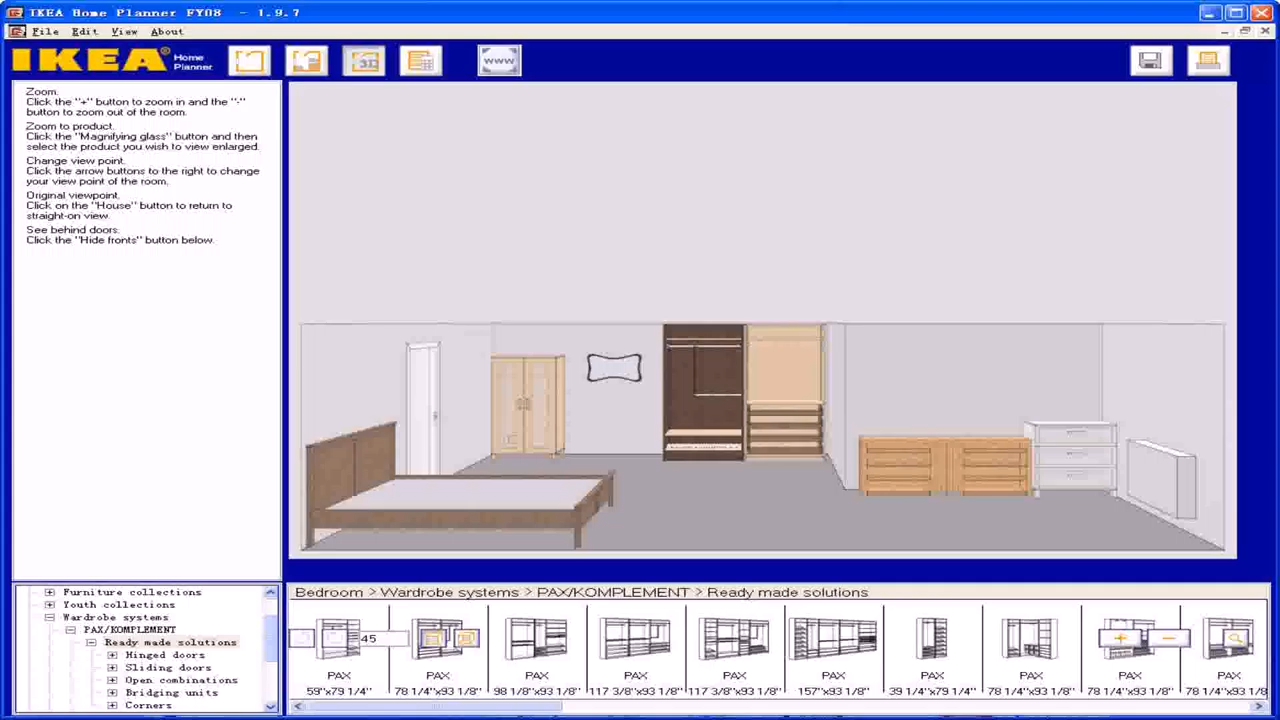 IKEA Home Planner FY08 - 1.9.7
File Edit View About
IKEA® Home Planner
3D
www
Zoom.
Click the "+" button to zoom in and the "-"
button to zoom out of the room.
Zoom to product.
Click the "Magnifying glass" button and then
select the product you wish to view enlarged.
Change view point.
Click the arrow buttons to the right to change
your view point of the room.
Original viewpoint.
Click on the "House" button to return to
straight-on view.
See behind doors.
Click the "Hide fronts" button below.
Furniture collections
Youth collections
Wardrobe systems
PAX/KOMPLEMENT
Ready made solutions
Hinged doors
Sliding doors
Open combinations
Bridging units
Corners
Bedroom > Wardrobe systems > PAX/KOMPLEMENT > Ready made solutions
45
PAX PAX PAX PAX PAX PAX PAX PAX PAX PAX
59"x79 1/4" 78 1/4"x93 1/8" 98 1/8"x93 1/8" 117 3/8"x93 1/8" 117 3/8"x93 1/8" 157"x93 1/8" 39 1/4"x79 1/4" 78 1/4"x93 1/8" 78 1/4"x93 1/8" 78 1/4"x93 1/8